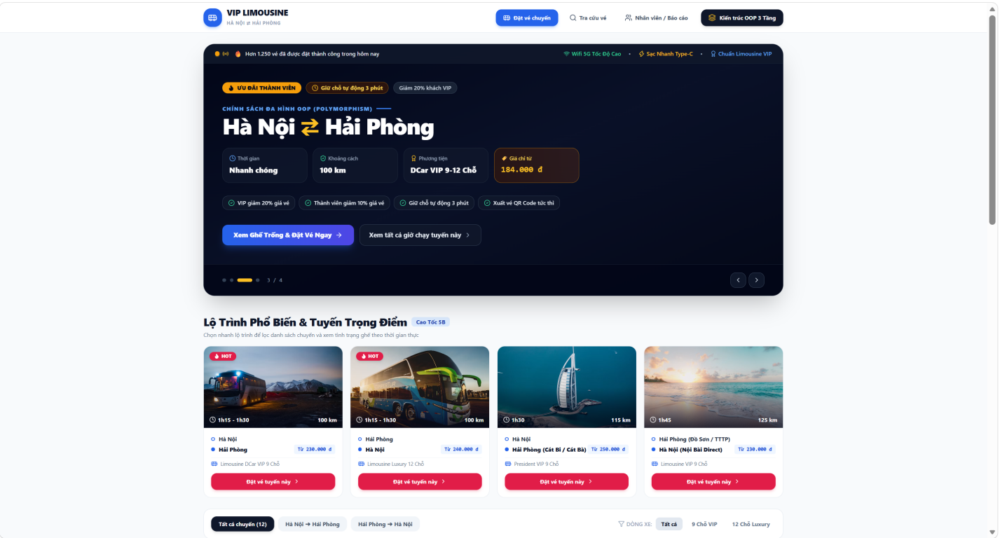 VIP LIMOUSINE
HÀ NỘI ⇄ HẢI PHÒNG
Đặt vé chuyến
Tra cứu vé
Nhân viên / Báo cáo
Kiến trúc OOP 3 Tầng
Hơn 1.250 vé đã được đặt thành công trong hôm nay
Wifi 5G Tốc Độ Cao • Sạc Nhanh Type-C • Chuẩn Limousine VIP
ƯU ĐÃI THÀNH VIÊN
Giữ chỗ tự động 3 phút
Giảm 20% khách VIP
CHÍNH SÁCH ĐA HÌNH OOP (POLYMORPHISM)
Hà Nội ⇄ Hải Phòng
Thời gian
Nhanh chóng
Khoảng cách
100 km
Phương tiện
DCar VIP 9-12 Chỗ
Giá chỉ từ
184.000 đ
VIP giảm 20% giá vé
Thành viên giảm 10% giá vé
Giữ chỗ tự động 3 phút
Xuất vé QR Code tức thì
Xem Ghế Trống & Đặt Vé Ngay →
Xem tất cả giờ chạy tuyến này >
3 / 4
Lộ Trình Phổ Biến & Tuyến Trọng Điểm
Cao Tốc 5B
Chọn nhanh lộ trình để lọc danh sách chuyến và xem tình trạng ghế theo thời gian thực
HOT
1h15 - 1h30
100 km
Hà Nội
Hải Phòng
Từ 230.000 đ
Limousine DCar VIP 9 Chỗ
Đặt vé tuyến này >
HOT
1h15 - 1h30
100 km
Hải Phòng
Hà Nội
Từ 240.000 đ
Limousine Luxury 12 Chỗ
Đặt vé tuyến này >
1h30
115 km
Hà Nội
Hải Phòng (Cát Bi / Cát Bà)
Từ 250.000 đ
President VIP 9 Chỗ
Đặt vé tuyến này >
1h45
125 km
Hải Phòng (Đồ Sơn / TTTP)
Hà Nội (Nội Bài Direct)
Từ 230.000 đ
Limousine VIP 9 Chỗ
Đặt vé tuyến này >
Tất cả chuyến (12)
Hà Nội ➔ Hải Phòng
Hải Phòng ➔ Hà Nội
DÒNG XE:
Tất cả
9 Chỗ VIP
12 Chỗ Luxury